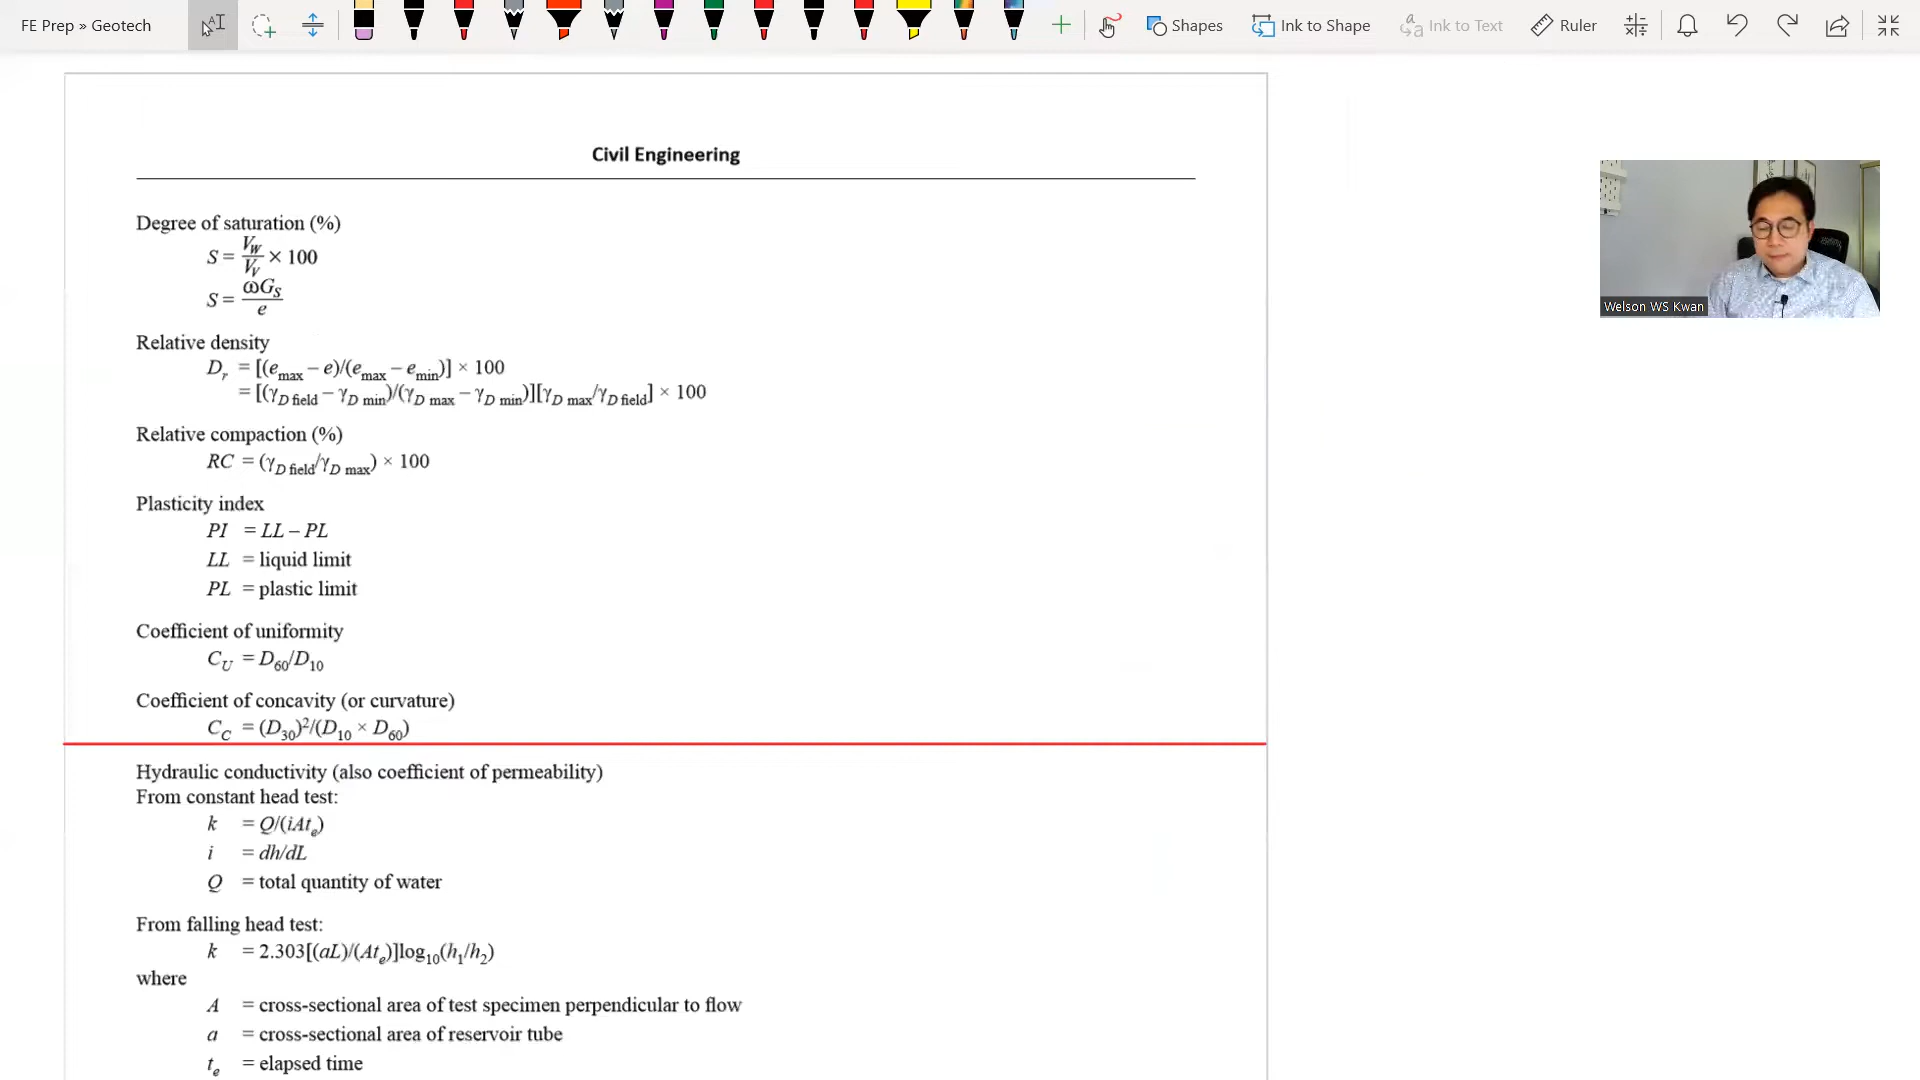 FE Prep » Geotech
Shapes
Ink to Shape
Ink to Text
Ruler
Civil Engineering
Degree of saturation (%)
S = V_W/V_V × 100
S = ωG_S/e
Relative density
D_r = [(e_max – e)/(e_max – e_min)] × 100
= [(γ_D field – γ_D min)/(γ_D max – γ_D min)][γ_D max/γ_D field] × 100
Relative compaction (%)
RC = (γ_D field/γ_D max) × 100
Plasticity index
PI = LL – PL
LL = liquid limit
PL = plastic limit
Coefficient of uniformity
C_U = D_60/D_10
Coefficient of concavity (or curvature)
C_C = (D_30)²/(D_10 × D_60)
Hydraulic conductivity (also coefficient of permeability)
From constant head test:
k = Q/(iAt_e)
i = dh/dL
Q = total quantity of water
From falling head test:
k = 2.303[(aL)/(At_e)]log_10(h_1/h_2)
where
A = cross-sectional area of test specimen perpendicular to flow
a = cross-sectional area of reservoir tube
t_e = elapsed time
Welson WS Kwan